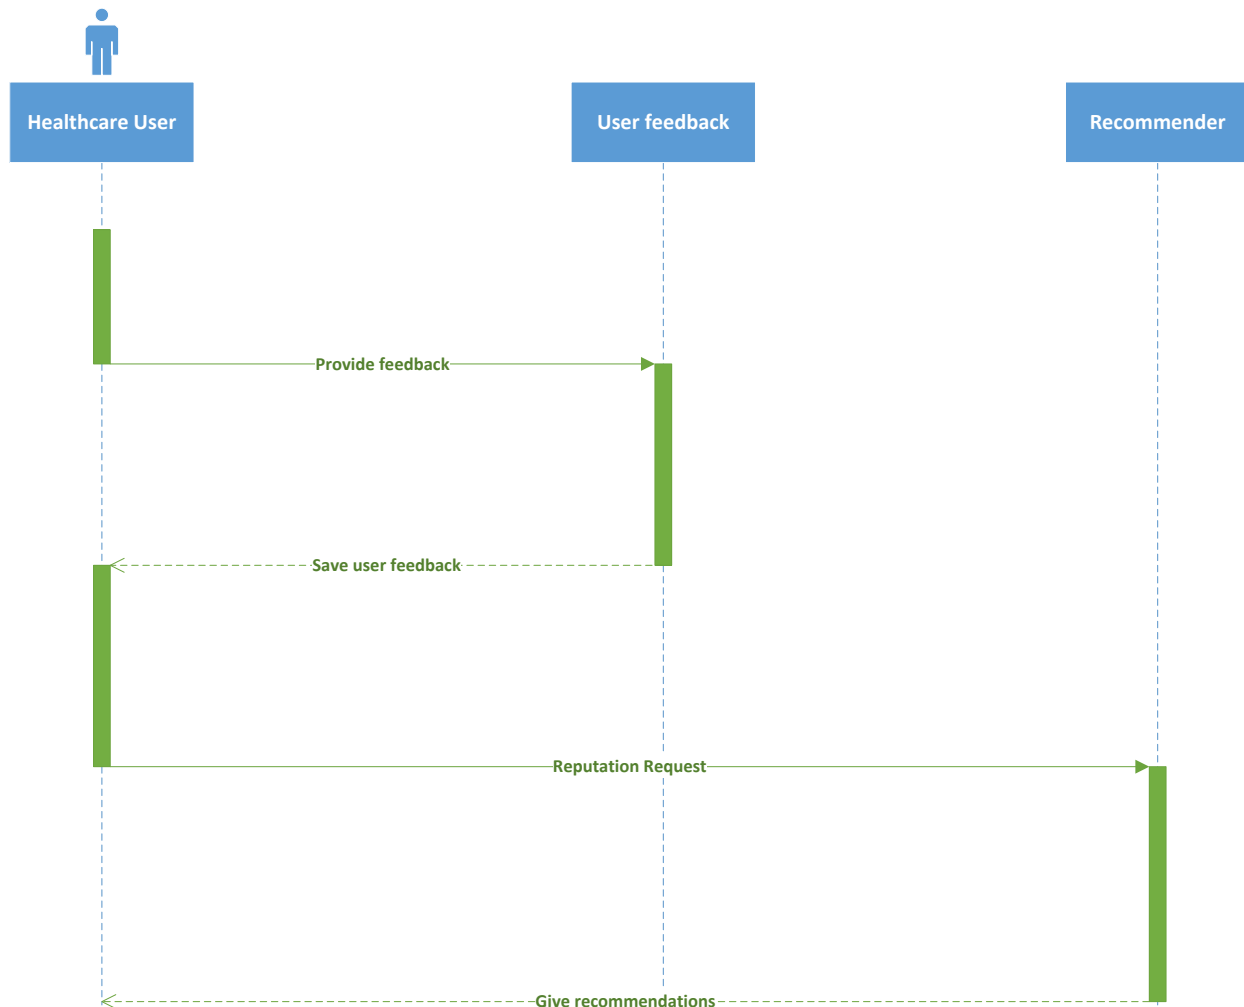 Healthcare User
User feedback
Recommender
Provide feedback
Save user feedback
Reputation Request
Give recommendations